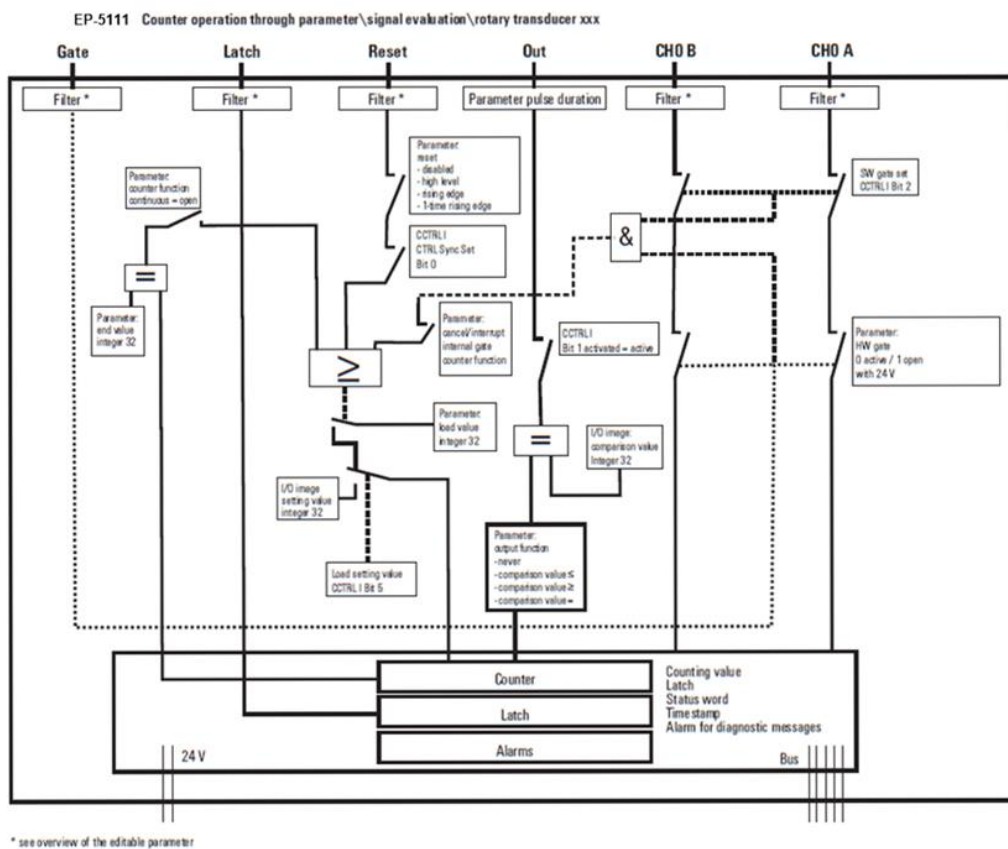 EP-5111 Counter operation through parameter\signal evaluation\rotary transducer xxx
Gate Latch Reset Out CH0 B CH0 A
Filter * Filter * Filter * Parameter pulse duration Filter * Filter *
Parameter:
counter function
continuous = open
Parameter:
reset
- disabled
- high level
- rising edge
- 1-time rising edge
SW gate set
CCTRL I Bit 2
&
CCTRL I
CTRL Sync Set
Bit 0
=
Parameter:
end value
integer 32
Parameter:
cancel/interrupt
internal gate
counter function
CCTRL I
Bit 1 activated = active
Parameter:
HW gate
0 active / 1 open
with 24 V
≥
Parameter:
load value
integer 32
=
I/O image:
comparison value
Integer 32
I/O image
setting value
integer 32
Parameter:
output function
-never
-comparison value ≤
-comparison value ≥
-comparison value =
Load setting value
CCTRL I Bit 5
Counter
Latch
Alarms
Counting value
Latch
Status word
Timestamp
Alarm for diagnostic messages
24 V
Bus
* see overview of the editable parameter